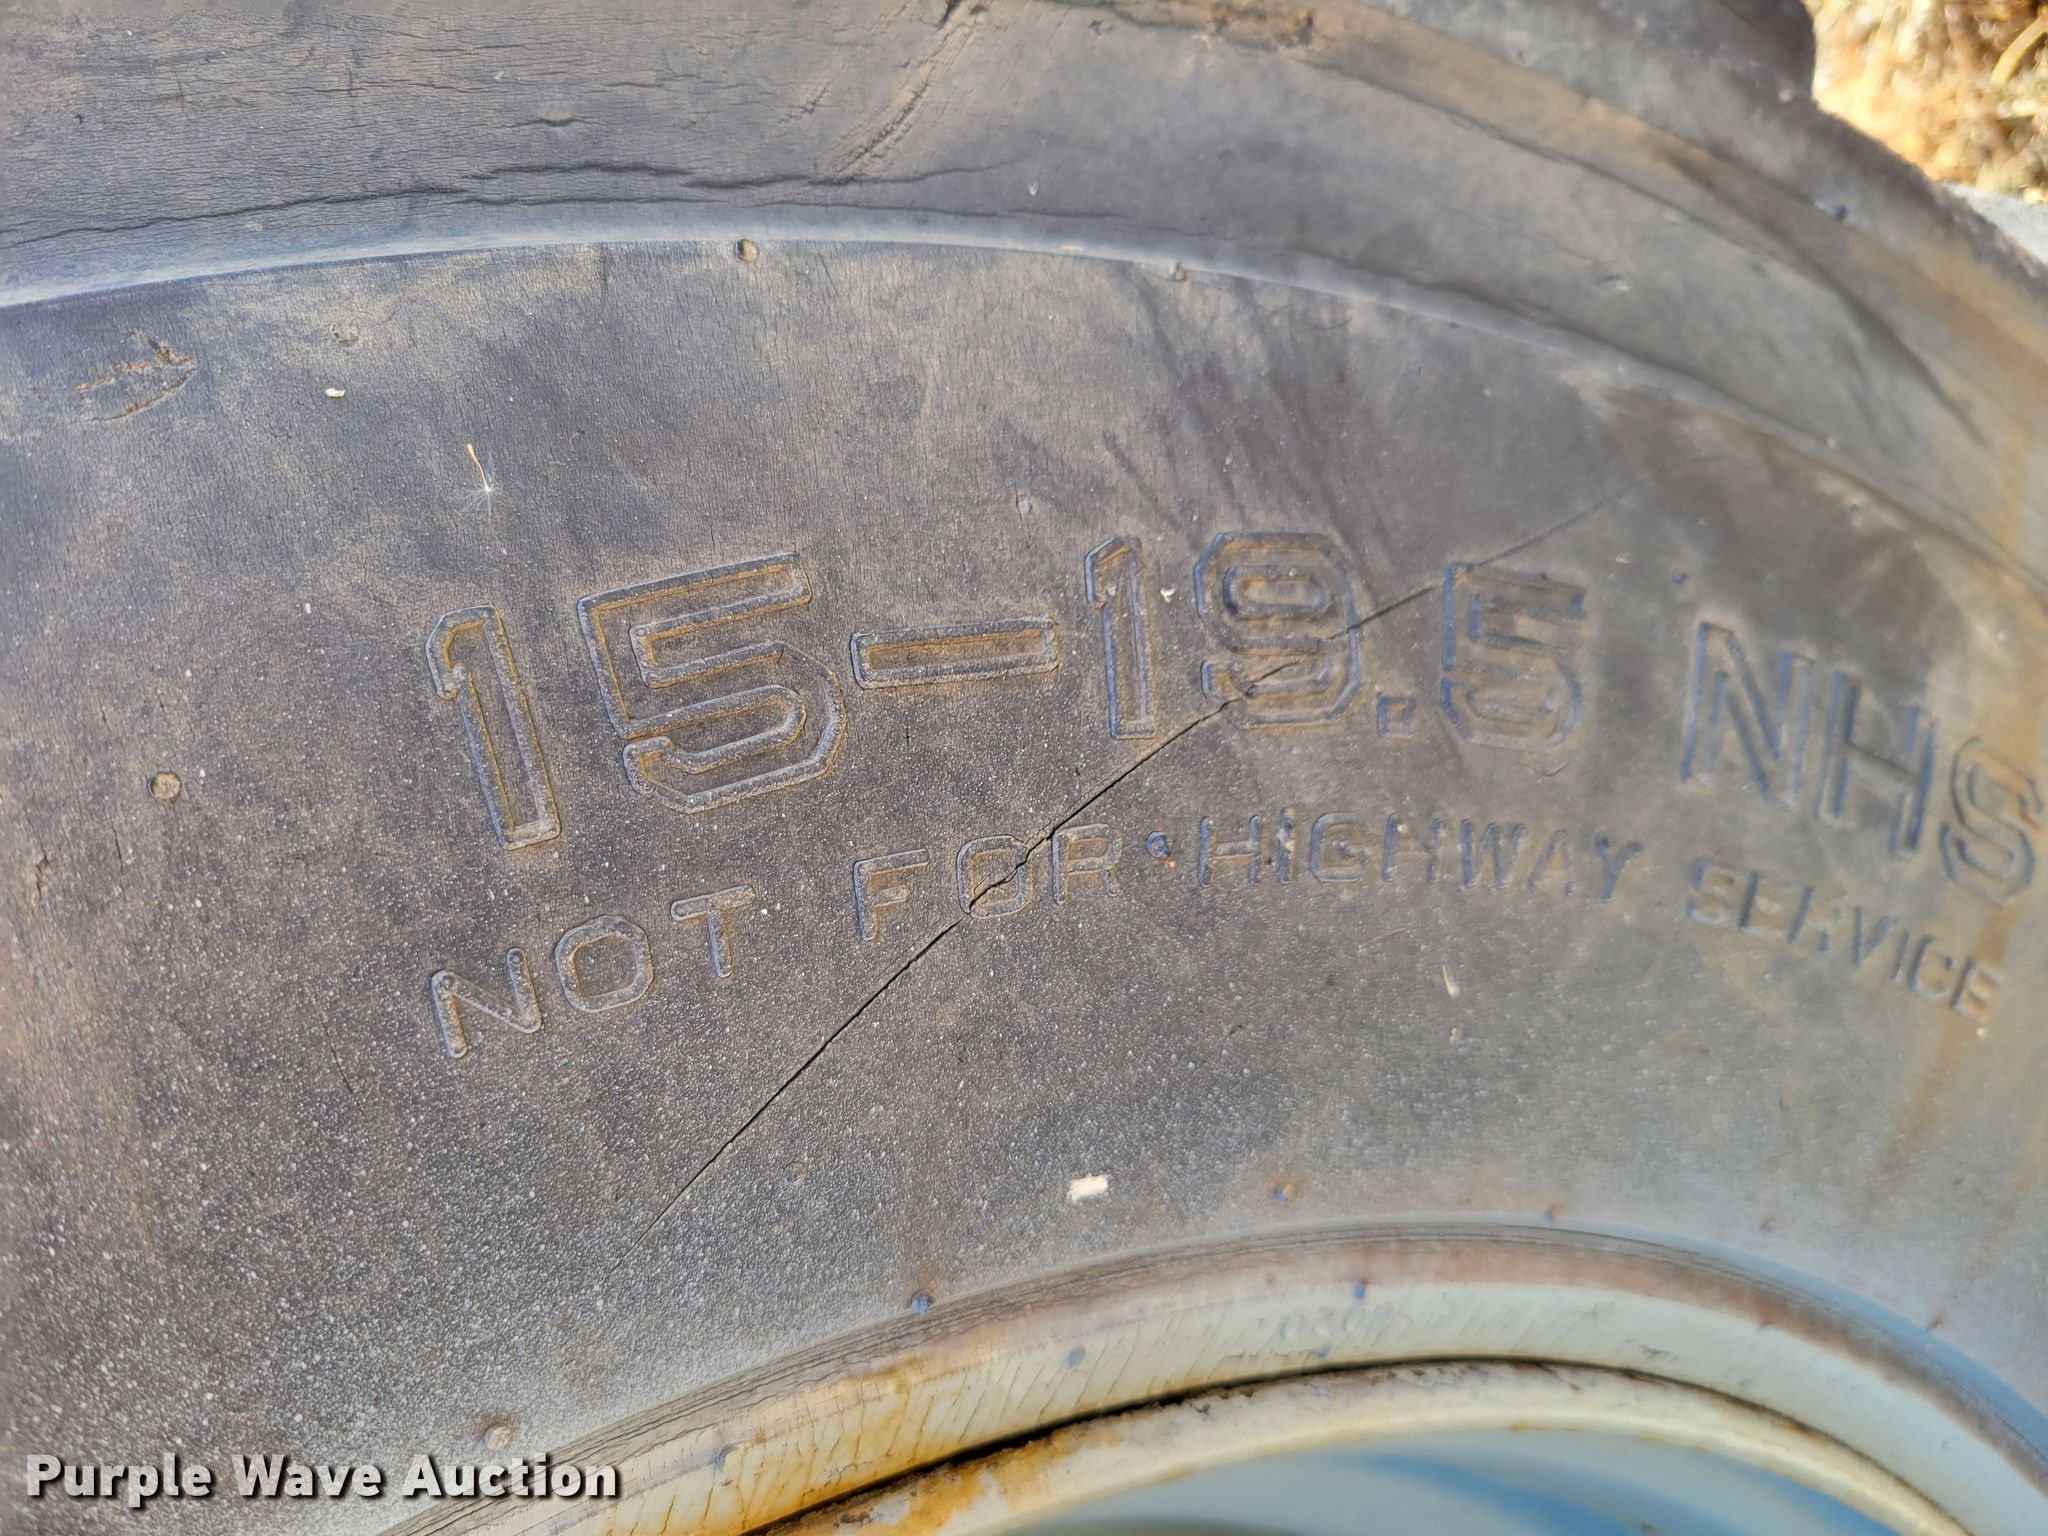 15-19.5 NHS
NOT FOR HIGHWAY SERVICE
Purple Wave Auction